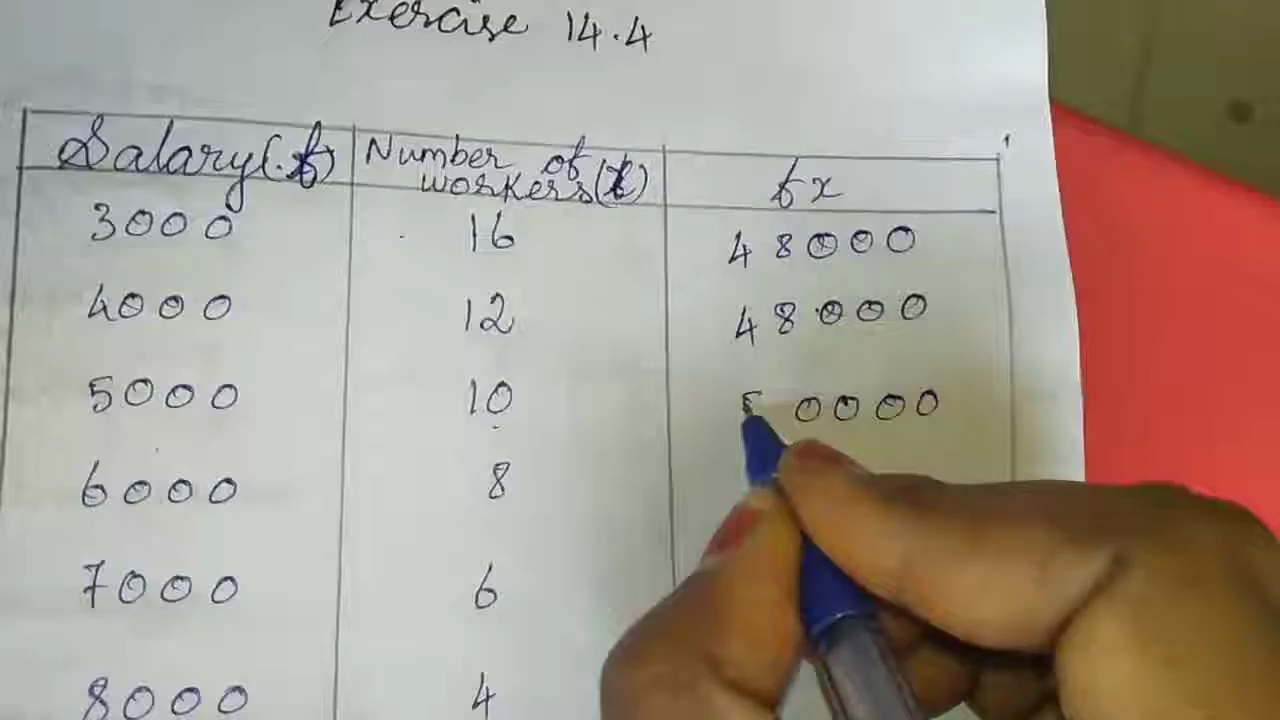 Exercise 14.4
Salary(f) Number of workers(x) fx
3000 16 48000
4000 12 48000
5000 10 50000
6000 8
7000 6
8000 4